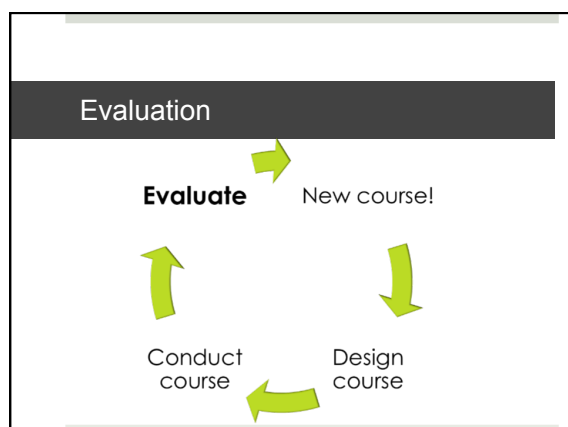 Evaluation
Evaluate
New course!
Conduct
course
Design
course